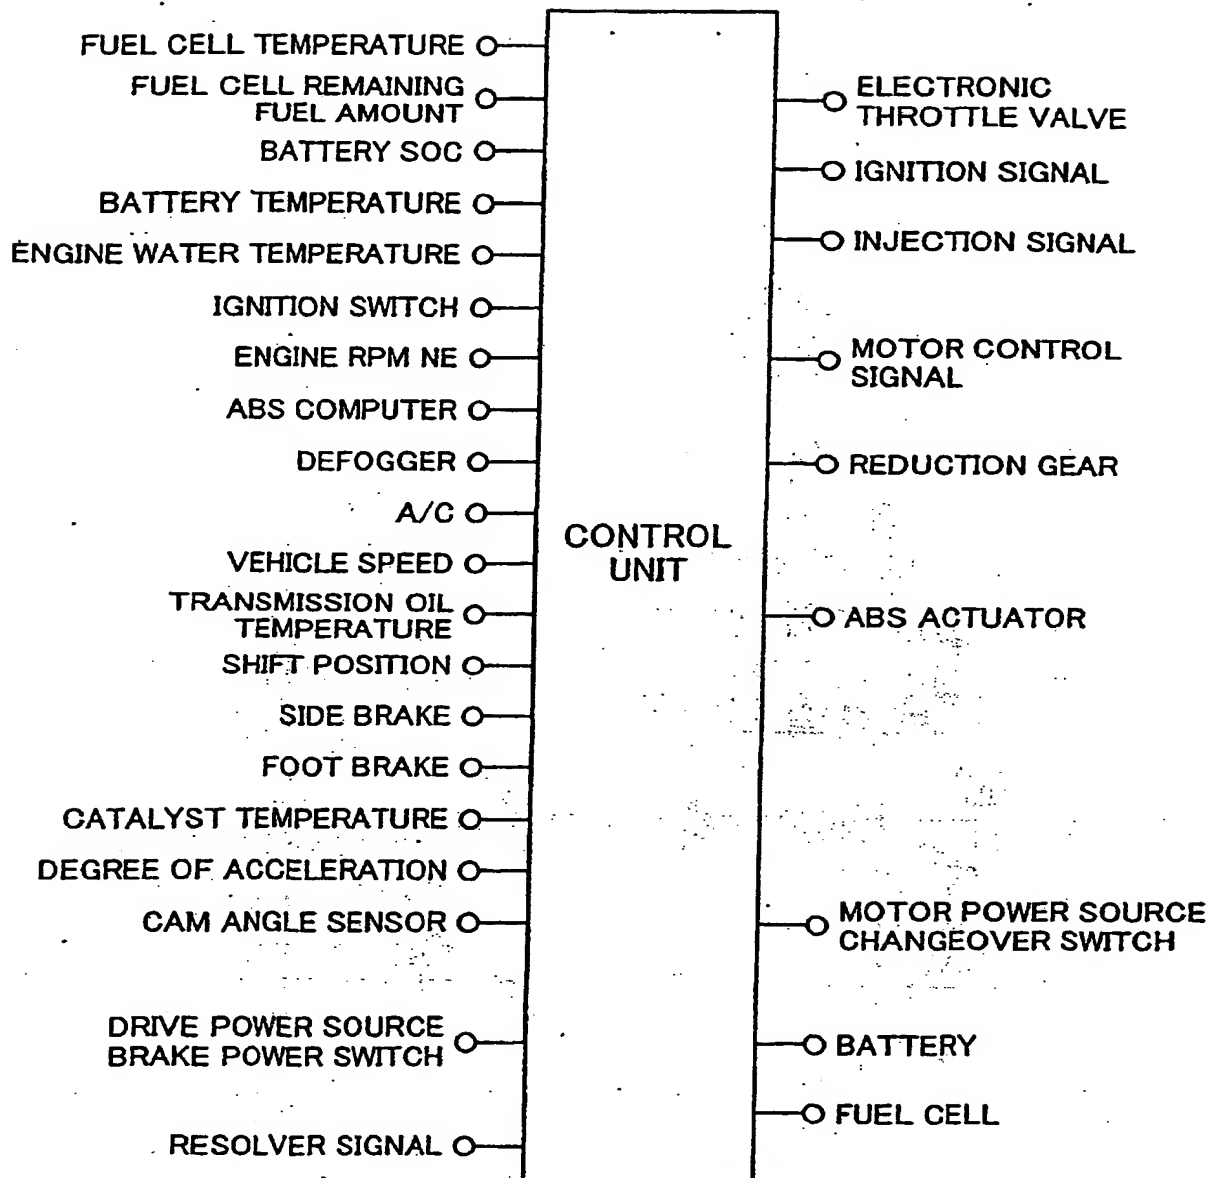 FUEL CELL TEMPERATURE
FUEL CELL REMAINING
FUEL AMOUNT
BATTERY SOC
BATTERY TEMPERATURE
ENGINE WATER TEMPERATURE
IGNITION SWITCH
ENGINE RPM NE
ABS COMPUTER
DEFOGGER
A/C
VEHICLE SPEED
TRANSMISSION OIL
TEMPERATURE
SHIFT POSITION
SIDE BRAKE
FOOT BRAKE
CATALYST TEMPERATURE
DEGREE OF ACCELERATION
CAM ANGLE SENSOR
DRIVE POWER SOURCE
BRAKE POWER SWITCH
RESOLVER SIGNAL
CONTROL
UNIT
ELECTRONIC
THROTTLE VALVE
IGNITION SIGNAL
INJECTION SIGNAL
MOTOR CONTROL
SIGNAL
REDUCTION GEAR
ABS ACTUATOR
MOTOR POWER SOURCE
CHANGEOVER SWITCH
BATTERY
FUEL CELL